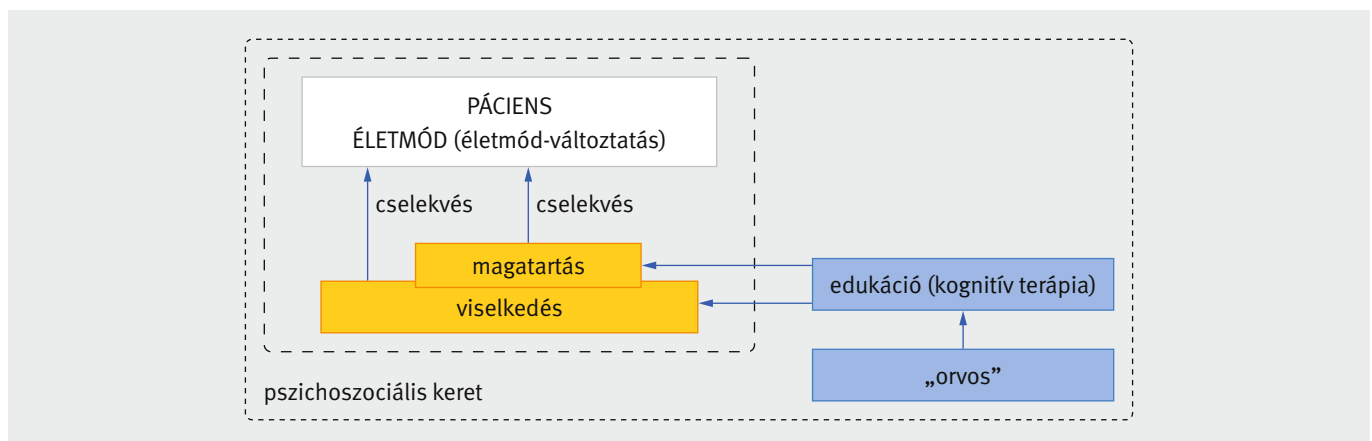 PÁCIENS
ÉLETMÓD (életmód-változtatás)
cselekvés
cselekvés
magatartás
viselkedés
edukáció (kognitív terápia)
„orvos”
pszichoszociális keret